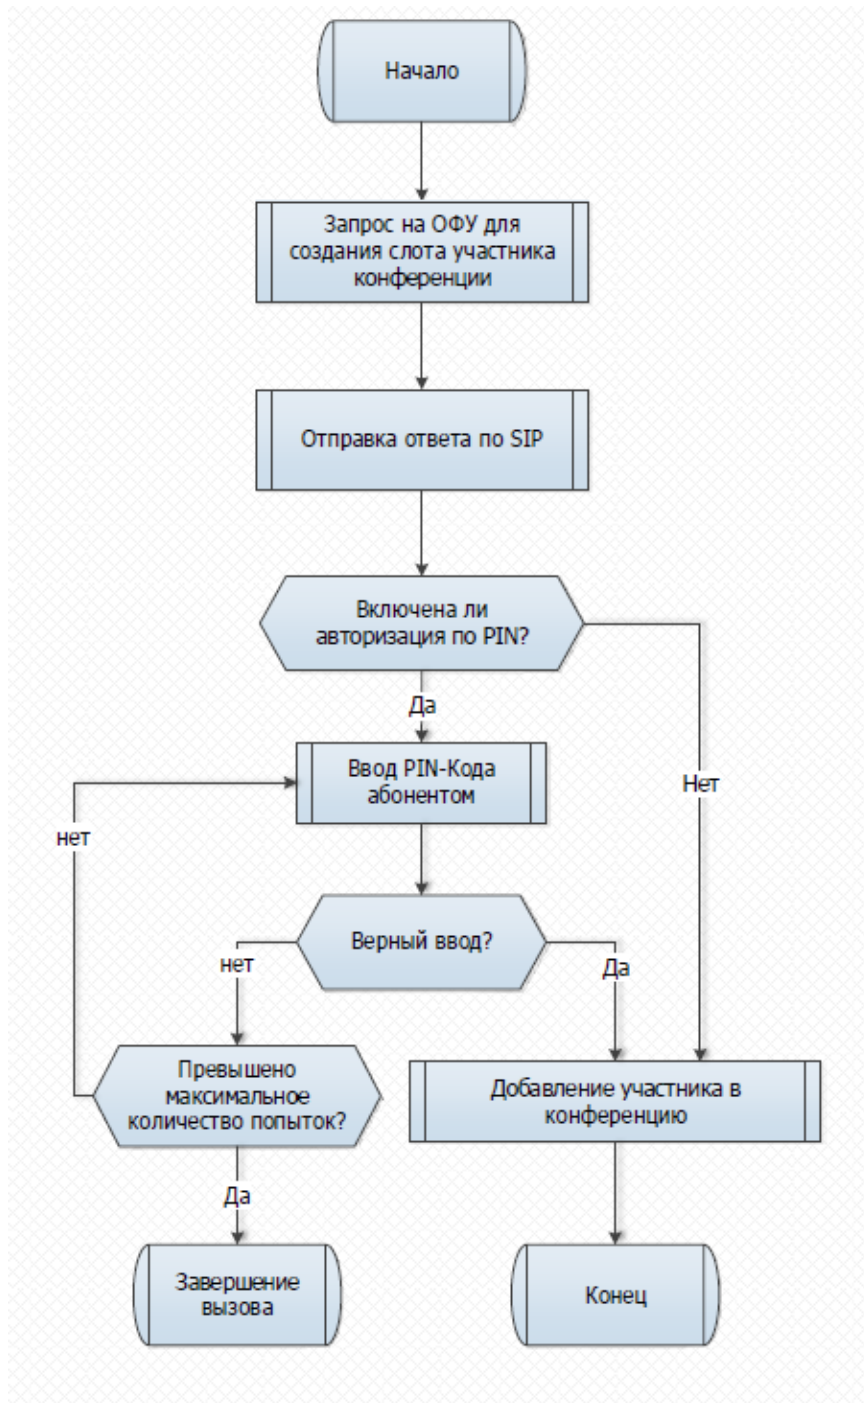 Начало
Запрос на ОФУ для
создания слота участника
конференции
Отправка ответа по SIP
Включена ли
авторизация по PIN?
Да
Ввод PIN-Кода
абонентом
Нет
нет
Верный ввод?
нет
Да
Превышено
максимальное
количество попыток?
Добавление участника в
конференцию
Да
Завершение
вызова
Конец